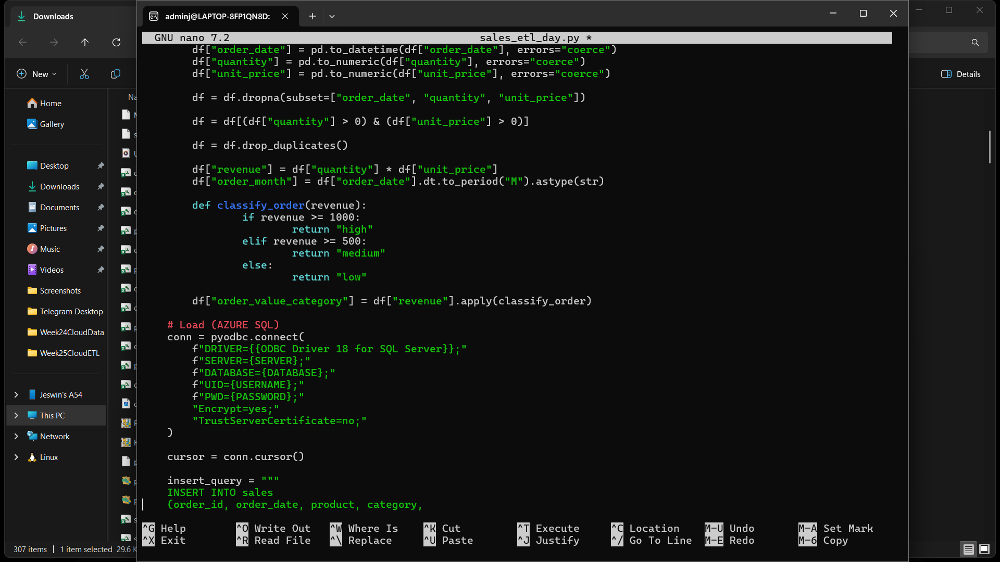 Downloads
adminj@LAPTOP-8FP1QN8D:
New
Details
Home
Gallery
Desktop
Downloads
Documents
Pictures
Music
Videos
Screenshots
Telegram Desktop
Week24CloudData
Week25CloudETL
Jeswin's A54
This PC
Network
Linux
307 items
1 item selected 29.6
GNU nano 7.2 sales_etl_day.py *
df["order_date"] = pd.to_datetime(df["order_date"], errors="coerce")
df["quantity"] = pd.to_numeric(df["quantity"], errors="coerce")
df["unit_price"] = pd.to_numeric(df["unit_price"], errors="coerce")
df = df.dropna(subset=["order_date", "quantity", "unit_price"])
df = df[(df["quantity"] > 0) & (df["unit_price"] > 0)]
df = df.drop_duplicates()
df["revenue"] = df["quantity"] * df["unit_price"]
df["order_month"] = df["order_date"].dt.to_period("M").astype(str)
def classify_order(revenue):
if revenue >= 1000:
return "high"
elif revenue >= 500:
return "medium"
else:
return "low"
df["order_value_category"] = df["revenue"].apply(classify_order)
# Load (AZURE SQL)
conn = pyodbc.connect(
f"DRIVER={{ODBC Driver 18 for SQL Server}};"
f"SERVER={SERVER};"
f"DATABASE={DATABASE};"
f"UID={USERNAME};"
f"PWD={PASSWORD};"
"Encrypt=yes;"
"TrustServerCertificate=no;"
)
cursor = conn.cursor()
insert_query = """
INSERT INTO sales
(order_id, order_date, product, category,
^G Help ^O Write Out ^W Where Is ^K Cut ^T Execute ^C Location M-U Undo M-A Set Mark
^X Exit ^R Read File ^\ Replace ^U Paste ^J Justify ^/ Go To Line M-E Redo M-6 Copy